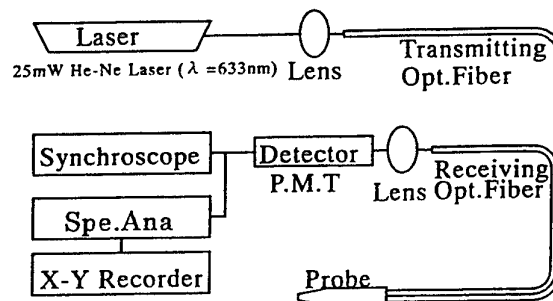 Laser
25mW He-Ne Laser (λ=633nm)
Lens
Transmitting
Opt.Fiber
Synchroscope
Detector
P.M.T
Lens
Receiving
Opt.Fiber
Spe.Ana
X-Y Recorder
Probe